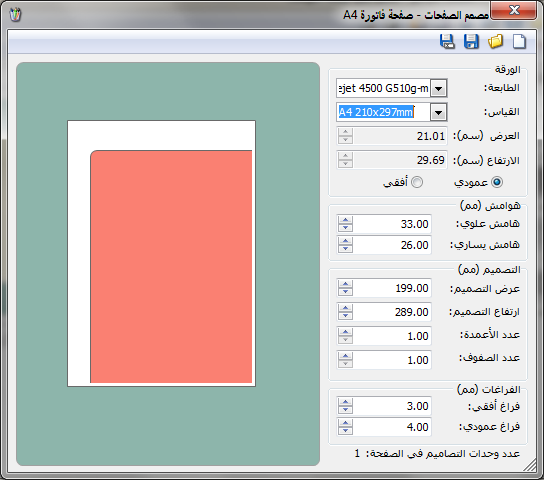 مصمم الصفحات - صفحة فاتورة A4
الورقة
الطابعة: ejet 4500 G510g-m
القياس: A4 210x297mm
العرض (سم): 21.01
الارتفاع (سم): 29.69
عمودي أفقي
هوامش (مم)
هامش علوي: 33.00
هامش يساري: 26.00
التصميم (مم)
عرض التصميم: 199.00
ارتفاع التصميم: 289.00
عدد الأعمدة: 1.00
عدد الصفوف: 1.00
الفراغات (مم)
فراغ أفقي: 3.00
فراغ عمودي: 4.00
عدد وحدات التصاميم في الصفحة: 1